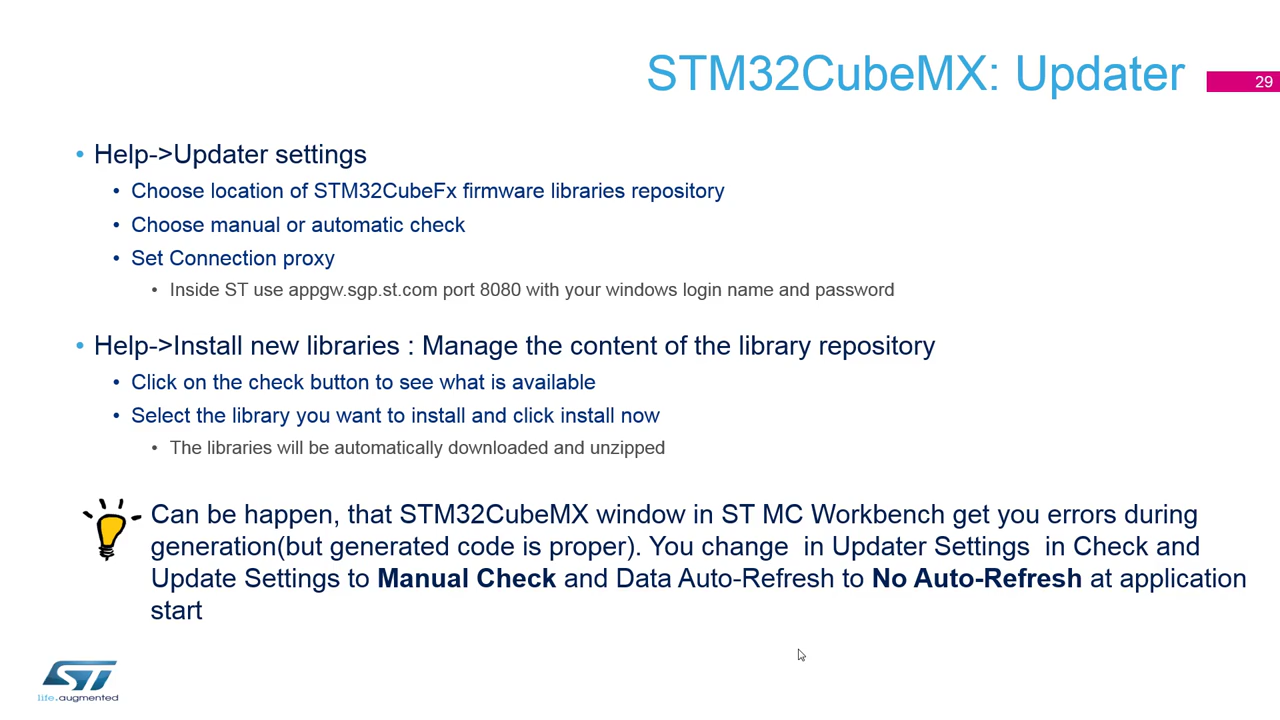 STM32CubeMX: Updater
29
• Help->Updater settings
• Choose location of STM32CubeFx firmware libraries repository
• Choose manual or automatic check
• Set Connection proxy
• Inside ST use appgw.sgp.st.com port 8080 with your windows login name and password
• Help->Install new libraries : Manage the content of the library repository
• Click on the check button to see what is available
• Select the library you want to install and click install now
• The libraries will be automatically downloaded and unzipped
Can be happen, that STM32CubeMX window in ST MC Workbench get you errors during
generation(but generated code is proper). You change  in Updater Settings  in Check and
Update Settings to Manual Check and Data Auto-Refresh to No Auto-Refresh at application
start
ST
life.augmented